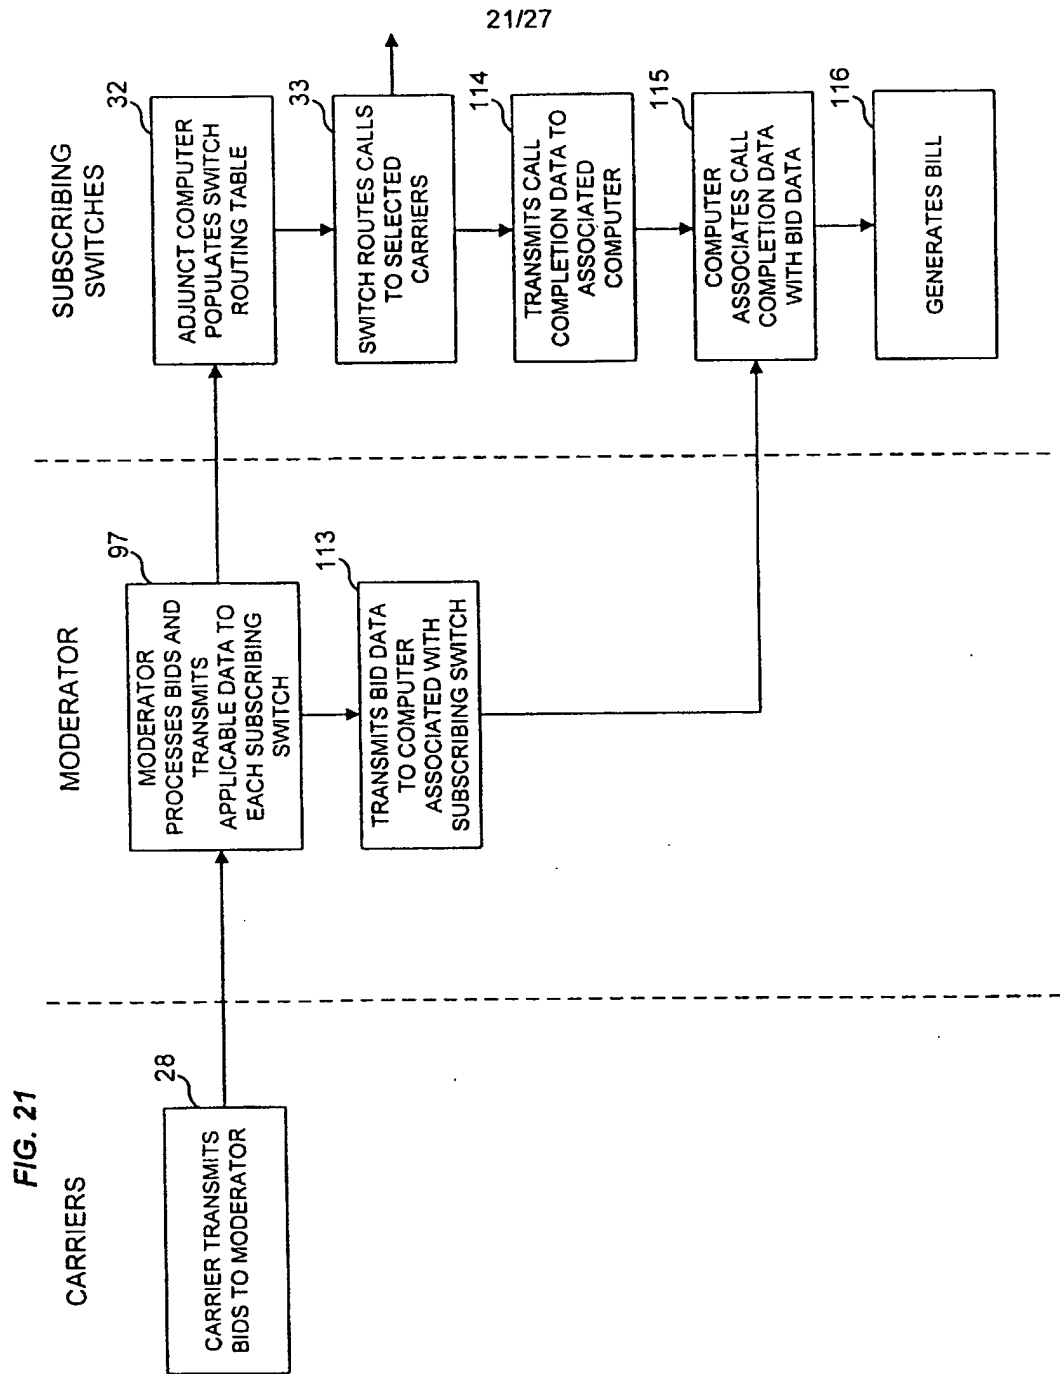 21/27
FIG. 21
CARRIERS
28
CARRIER TRANSMITS
BIDS TO MODERATOR
MODERATOR
97
MODERATOR
PROCESSES BIDS AND
TRANSMITS
APPLICABLE DATA TO
EACH SUBSCRIBING
SWITCH
113
TRANSMITS BID DATA
TO COMPUTER
ASSOCIATED WITH
SUBSCRIBING SWITCH
SUBSCRIBING
SWITCHES
32
ADJUNCT COMPUTER
POPULATES SWITCH
ROUTING TABLE
33
SWITCH ROUTES CALLS
TO SELECTED
CARRIERS
114
TRANSMITS CALL
COMPLETION DATA TO
ASSOCIATED
COMPUTER
115
COMPUTER
ASSOCIATES CALL
COMPLETION DATA
WITH BID DATA
116
GENERATES BILL